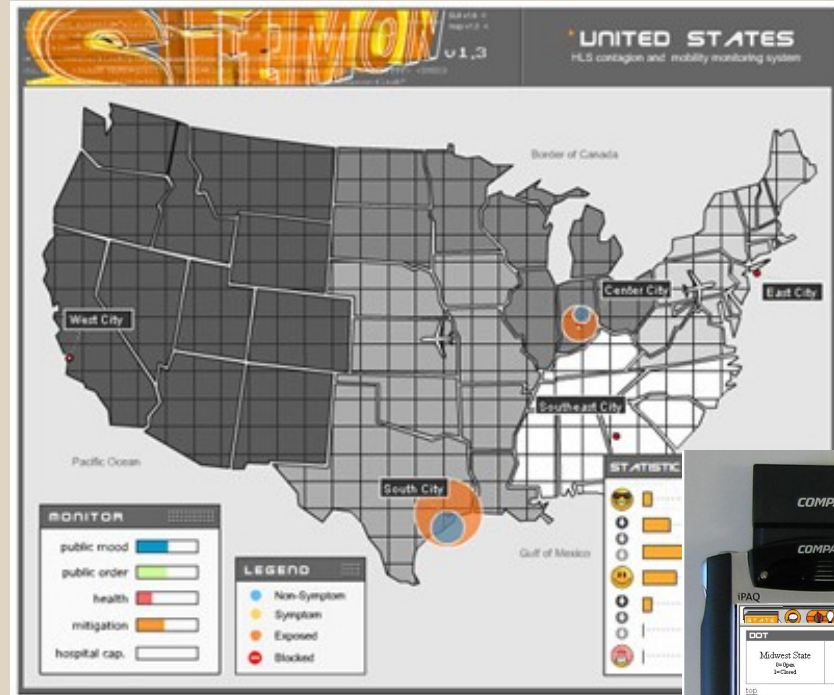 v1.3
UNITED STATES
HLS contagion and mobility monitoring system
Border of Canada
Center City
East City
West City
Southeast City
Pacific Ocean
South City
Gulf of Mexico
MONITOR
public mood
public order
health
mitigation
hospital cap.
LEGEND
Non-Symptom
Symptom
Exposed
Blocked
STATISTIC
COMPA
COMPA
iPAQ
STATE
DOT
Midwest State
0=Open
1=Closed
top